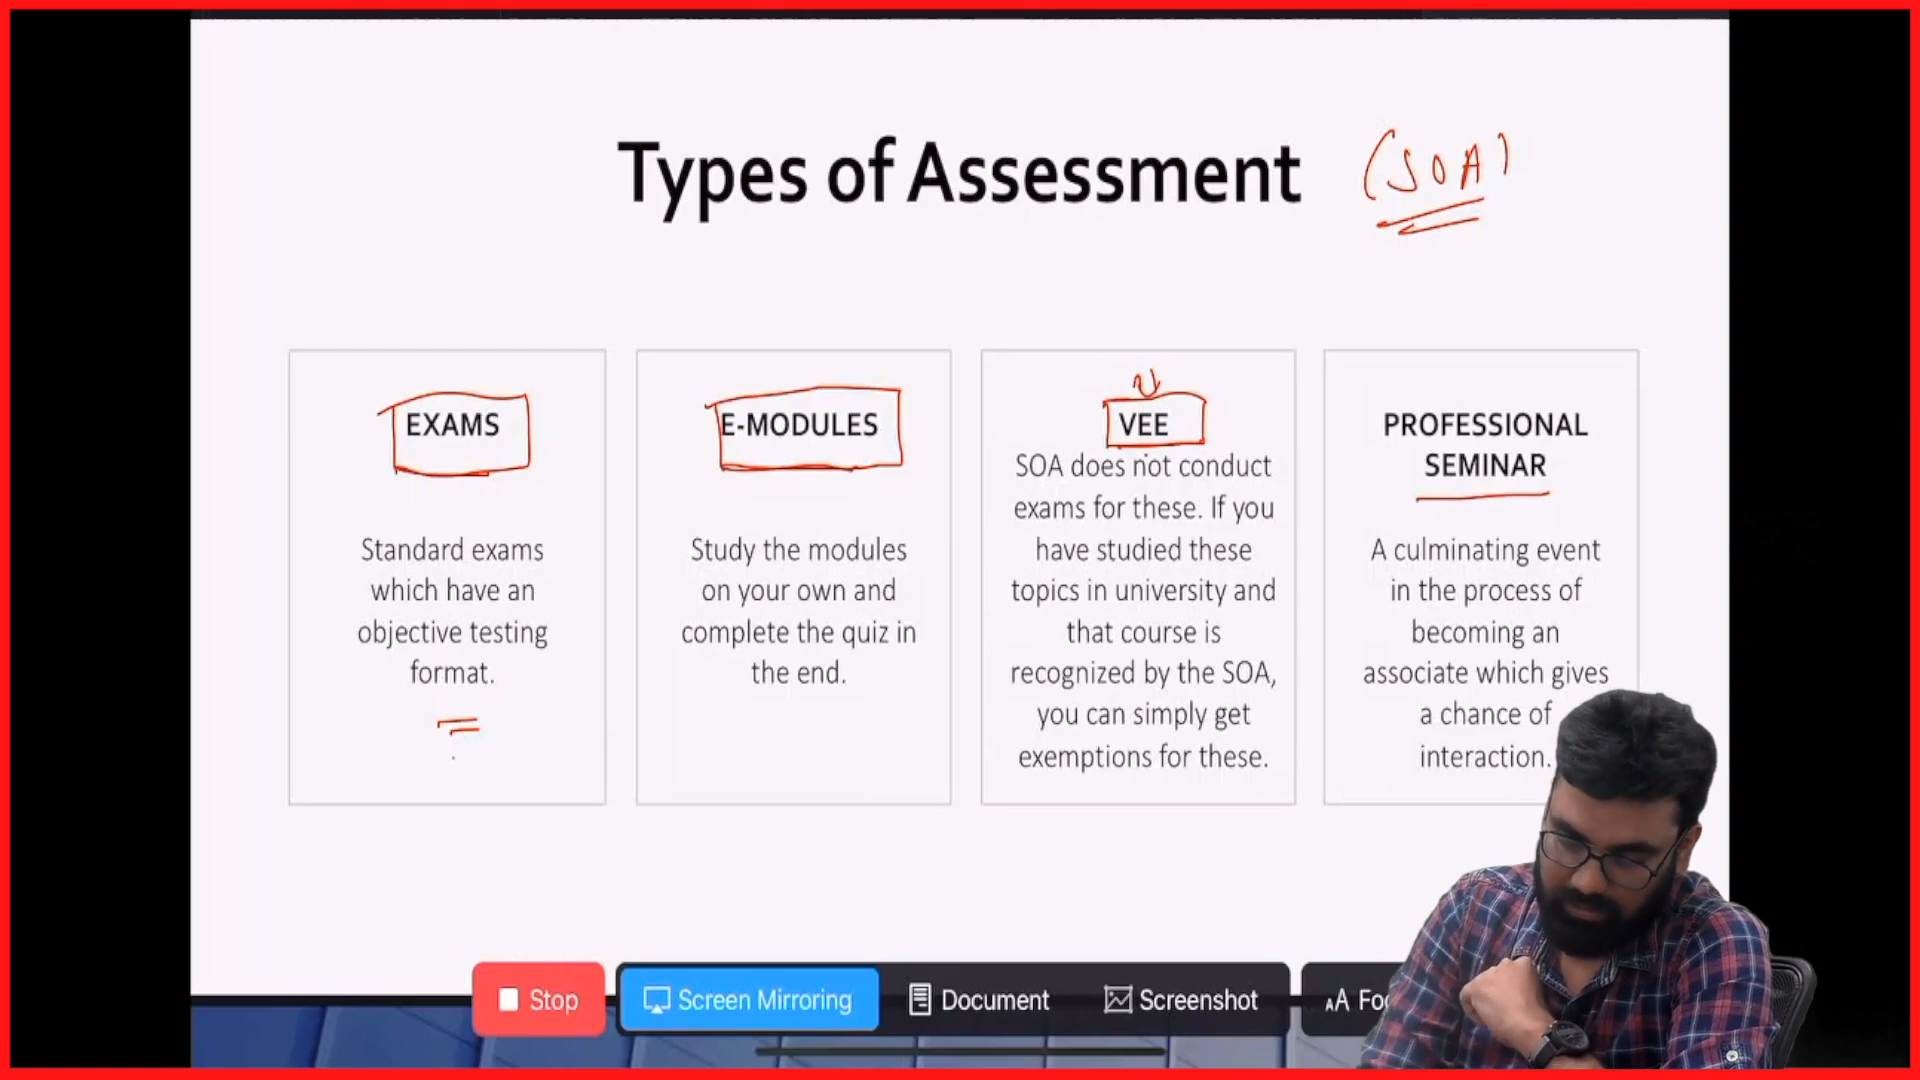 Types of Assessment (SOA)
EXAMS
Standard exams
which have an
objective testing
format.
E-MODULES
Study the modules
on your own and
complete the quiz in
the end.
VEE
SOA does not conduct
exams for these. If you
have studied these
topics in university and
that course is
recognized by the SOA,
you can simply get
exemptions for these.
PROFESSIONAL
SEMINAR
A culminating event
in the process of
becoming an
associate which gives
a chance of
interaction.
Stop
Screen Mirroring
Document
Screenshot
AA